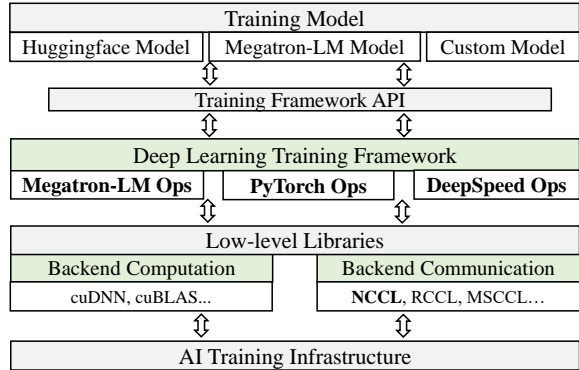 Training Model
Huggingface Model Megatron-LM Model Custom Model
Training Framework API
Deep Learning Training Framework
Megatron-LM Ops PyTorch Ops DeepSpeed Ops
Low-level Libraries
Backend Computation Backend Communication
cuDNN, cuBLAS... NCCL, RCCL, MSCCL…
AI Training Infrastructure